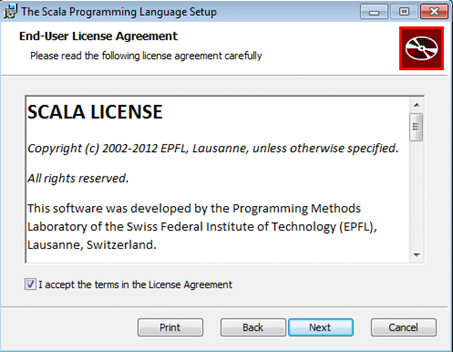 The Scala Programming Language Setup
End-User License Agreement
Please read the following license agreement carefully
SCALA LICENSE
Copyright (c) 2002-2012 EPFL, Lausanne, unless otherwise specified.
All rights reserved.
This software was developed by the Programming Methods
Laboratory of the Swiss Federal Institute of Technology (EPFL),
Lausanne, Switzerland.
I accept the terms in the License Agreement
Print Back Next Cancel